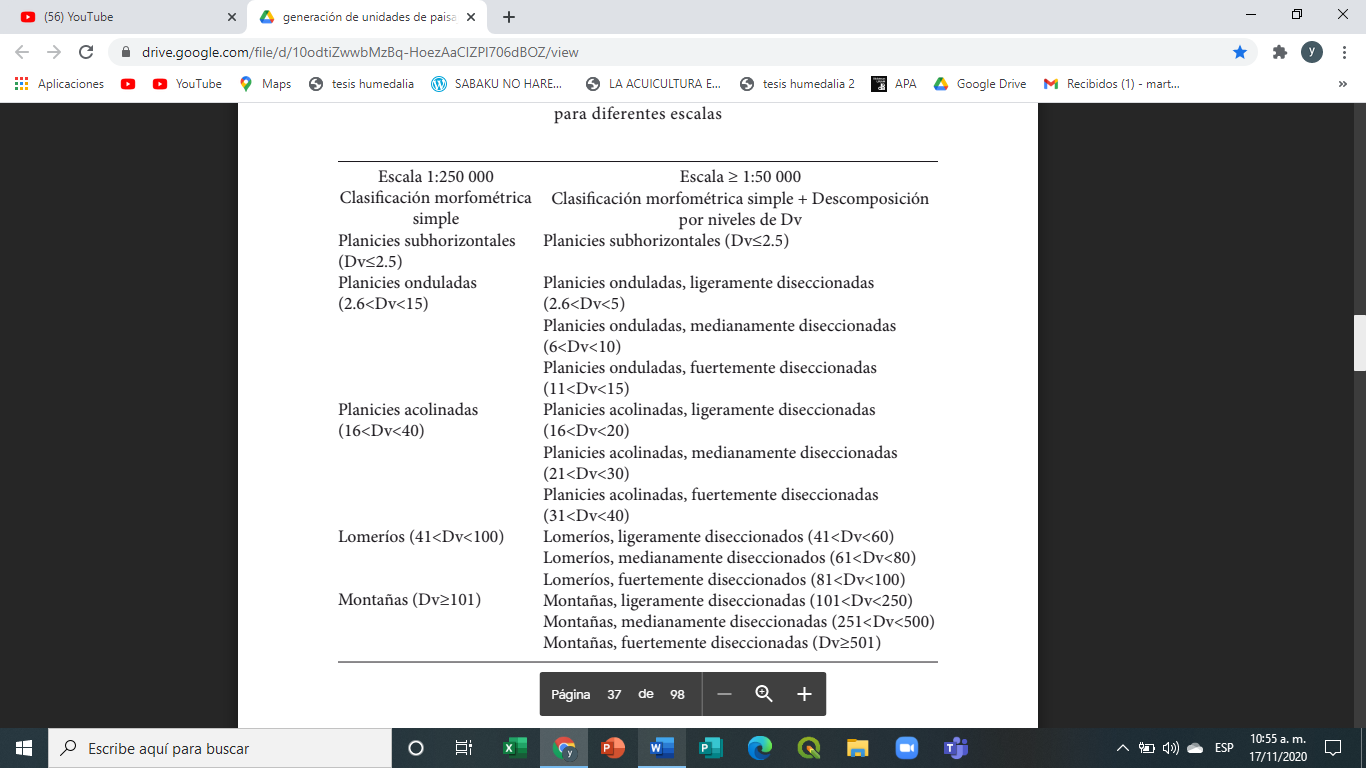 (56) YouTube
generación de unidades de paisa
drive.google.com/file/d/10odtiZwwbMzBq-HoezAaCIZPI706dBOZ/view
y
Aplicaciones
YouTube
Maps
tesis humedalia
SABAKU NO HARE...
LA ACUICULTURA E...
tesis humedalia 2
APA
Google Drive
Recibidos (1) - mart...
»
para diferentes escalas
Escala 1:250 000
Clasificación morfométrica
simple
Escala ≥ 1:50 000
Clasificación morfométrica simple + Descomposición
por niveles de Dv
Planicies subhorizontales
(Dv≤2.5)
Planicies subhorizontales (Dv≤2.5)
Planicies onduladas
(2.6<Dv<15)
Planicies onduladas, ligeramente diseccionadas
(2.6<Dv<5)
Planicies onduladas, medianamente diseccionadas
(6<Dv<10)
Planicies onduladas, fuertemente diseccionadas
(11<Dv<15)
Planicies acolinadas
(16<Dv<40)
Planicies acolinadas, ligeramente diseccionadas
(16<Dv<20)
Planicies acolinadas, medianamente diseccionadas
(21<Dv<30)
Planicies acolinadas, fuertemente diseccionadas
(31<Dv<40)
Lomeríos (41<Dv<100)
Lomeríos, ligeramente diseccionados (41<Dv<60)
Lomeríos, medianamente diseccionados (61<Dv<80)
Lomeríos, fuertemente diseccionados (81<Dv<100)
Montañas (Dv≥101)
Montañas, ligeramente diseccionadas (101<Dv<250)
Montañas, medianamente diseccionadas (251<Dv<500)
Montañas, fuertemente diseccionadas (Dv≥501)
Página 37 de 98
Escribe aquí para buscar
ESP
10:55 a. m.
17/11/2020